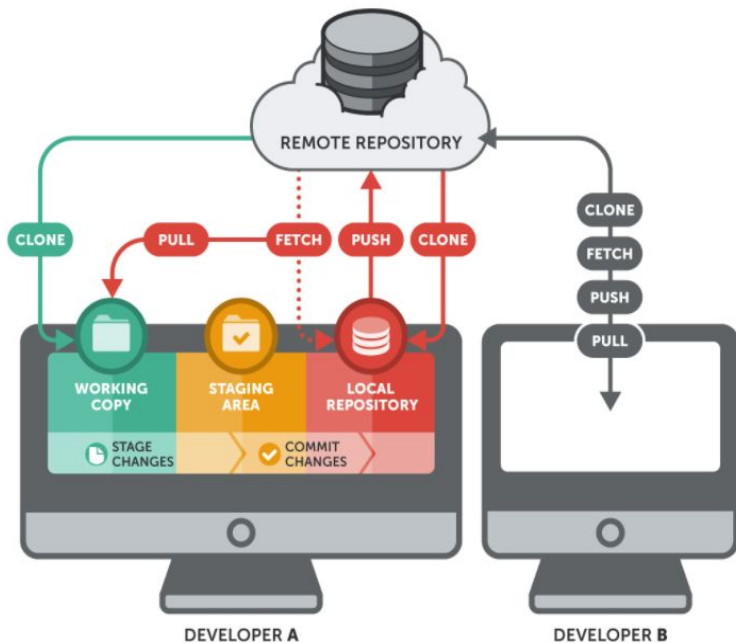 REMOTE REPOSITORY
CLONE
PULL
FETCH
PUSH
CLONE
CLONE
FETCH
PUSH
PULL
WORKING
COPY
STAGING
AREA
LOCAL
REPOSITORY
STAGE
CHANGES
COMMIT
CHANGES
DEVELOPER A
DEVELOPER B